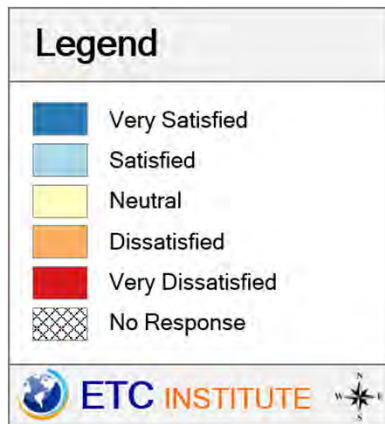 Legend
Very Satisfied
Satisfied
Neutral
Dissatisfied
Very Dissatisfied
No Response
ETC INSTITUTE
N
W E
S